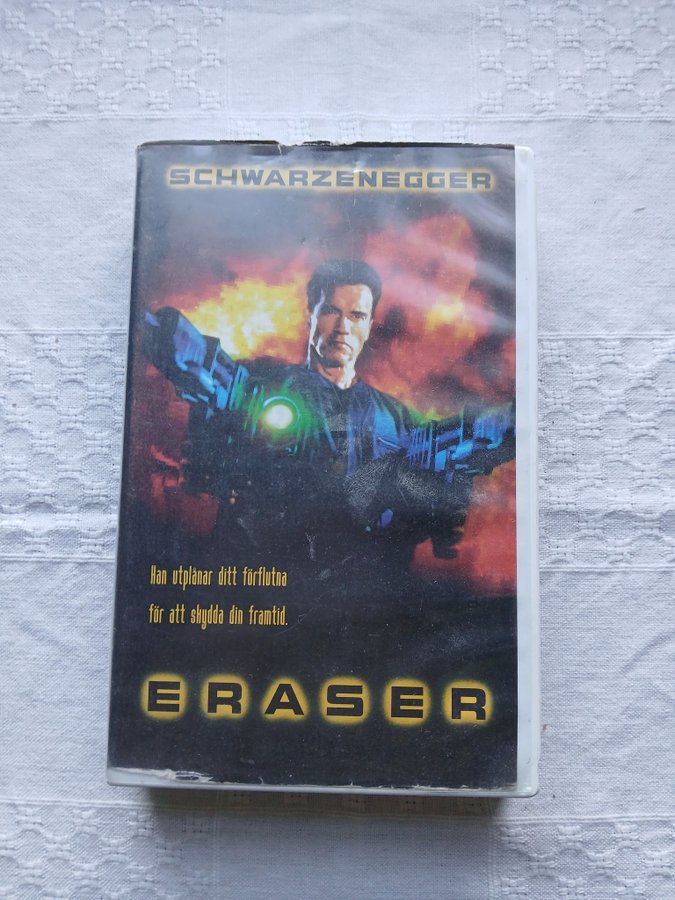 SCHWARZENEGGER
Han utplånar ditt förflutna
för att skydda din framtid.
ERASER